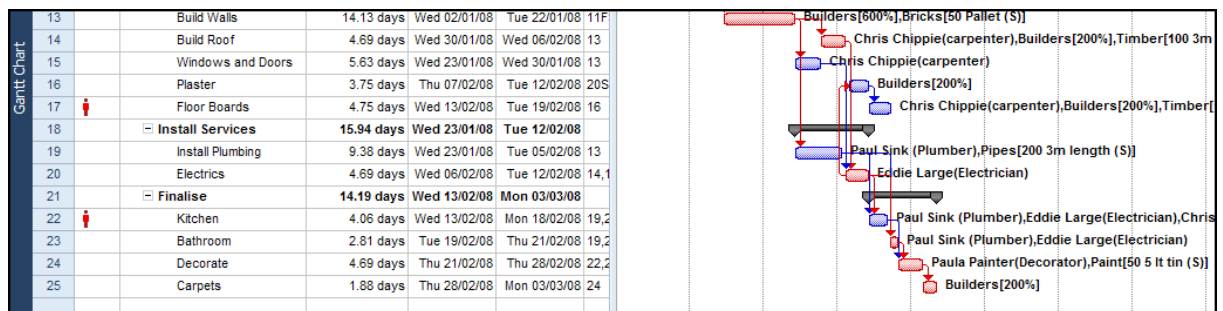 Gantt Chart
13 Build Walls 14.13 days Wed 02/01/08 Tue 22/01/08 11F Builders[600%],Bricks[50 Pallet (S)]
14 Build Roof 4.69 days Wed 30/01/08 Wed 06/02/08 13 Chris Chippie(carpenter),Builders[200%],Timber[100 3m
15 Windows and Doors 5.63 days Wed 23/01/08 Wed 30/01/08 13 Chris Chippie(carpenter)
16 Plaster 3.75 days Thu 07/02/08 Tue 12/02/08 20S Builders[200%]
17 Floor Boards 4.75 days Wed 13/02/08 Tue 19/02/08 16 Chris Chippie(carpenter),Builders[200%],Timber[
18 Install Services 15.94 days Wed 23/01/08 Tue 12/02/08
19 Install Plumbing 9.38 days Wed 23/01/08 Tue 05/02/08 13 Paul Sink (Plumber),Pipes[200 3m length (S)]
20 Electrics 4.69 days Wed 06/02/08 Tue 12/02/08 14,1 Eddie Large(Electrician)
21 Finalise 14.19 days Wed 13/02/08 Mon 03/03/08
22 Kitchen 4.06 days Wed 13/02/08 Mon 18/02/08 19,2 Paul Sink (Plumber),Eddie Large(Electrician),Chris
23 Bathroom 2.81 days Tue 19/02/08 Thu 21/02/08 19,2 Paul Sink (Plumber),Eddie Large(Electrician)
24 Decorate 4.69 days Thu 21/02/08 Thu 28/02/08 22,2 Paula Painter(Decorator),Paint[50 5 lt tin (S)]
25 Carpets 1.88 days Thu 28/02/08 Mon 03/03/08 24 Builders[200%]